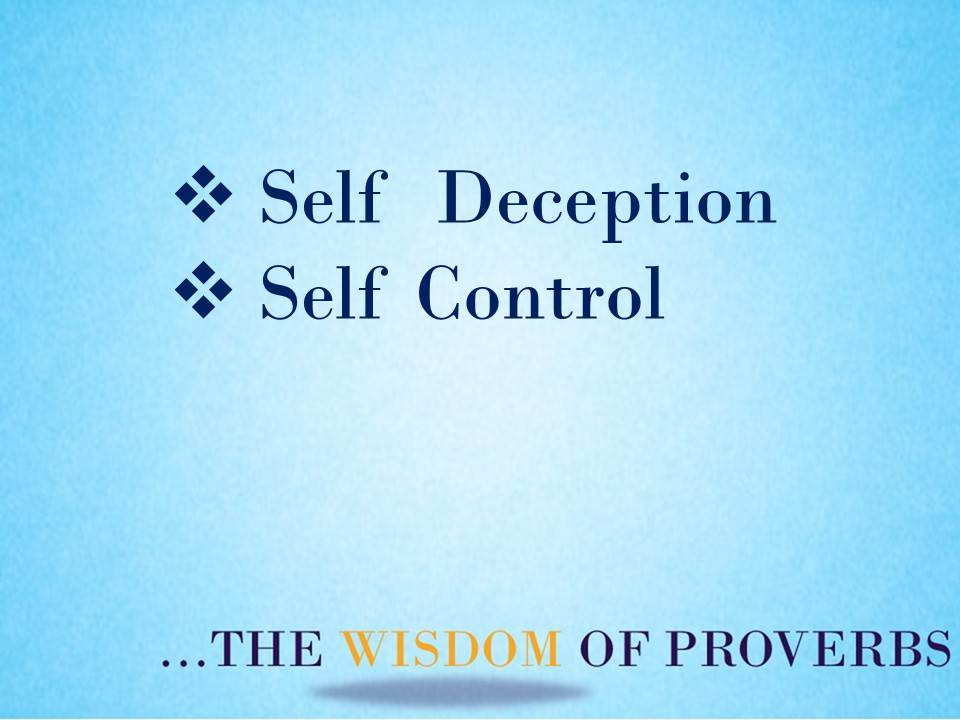 ❖ Self Deception
❖ Self Control
...THE WISDOM OF PROVERBS